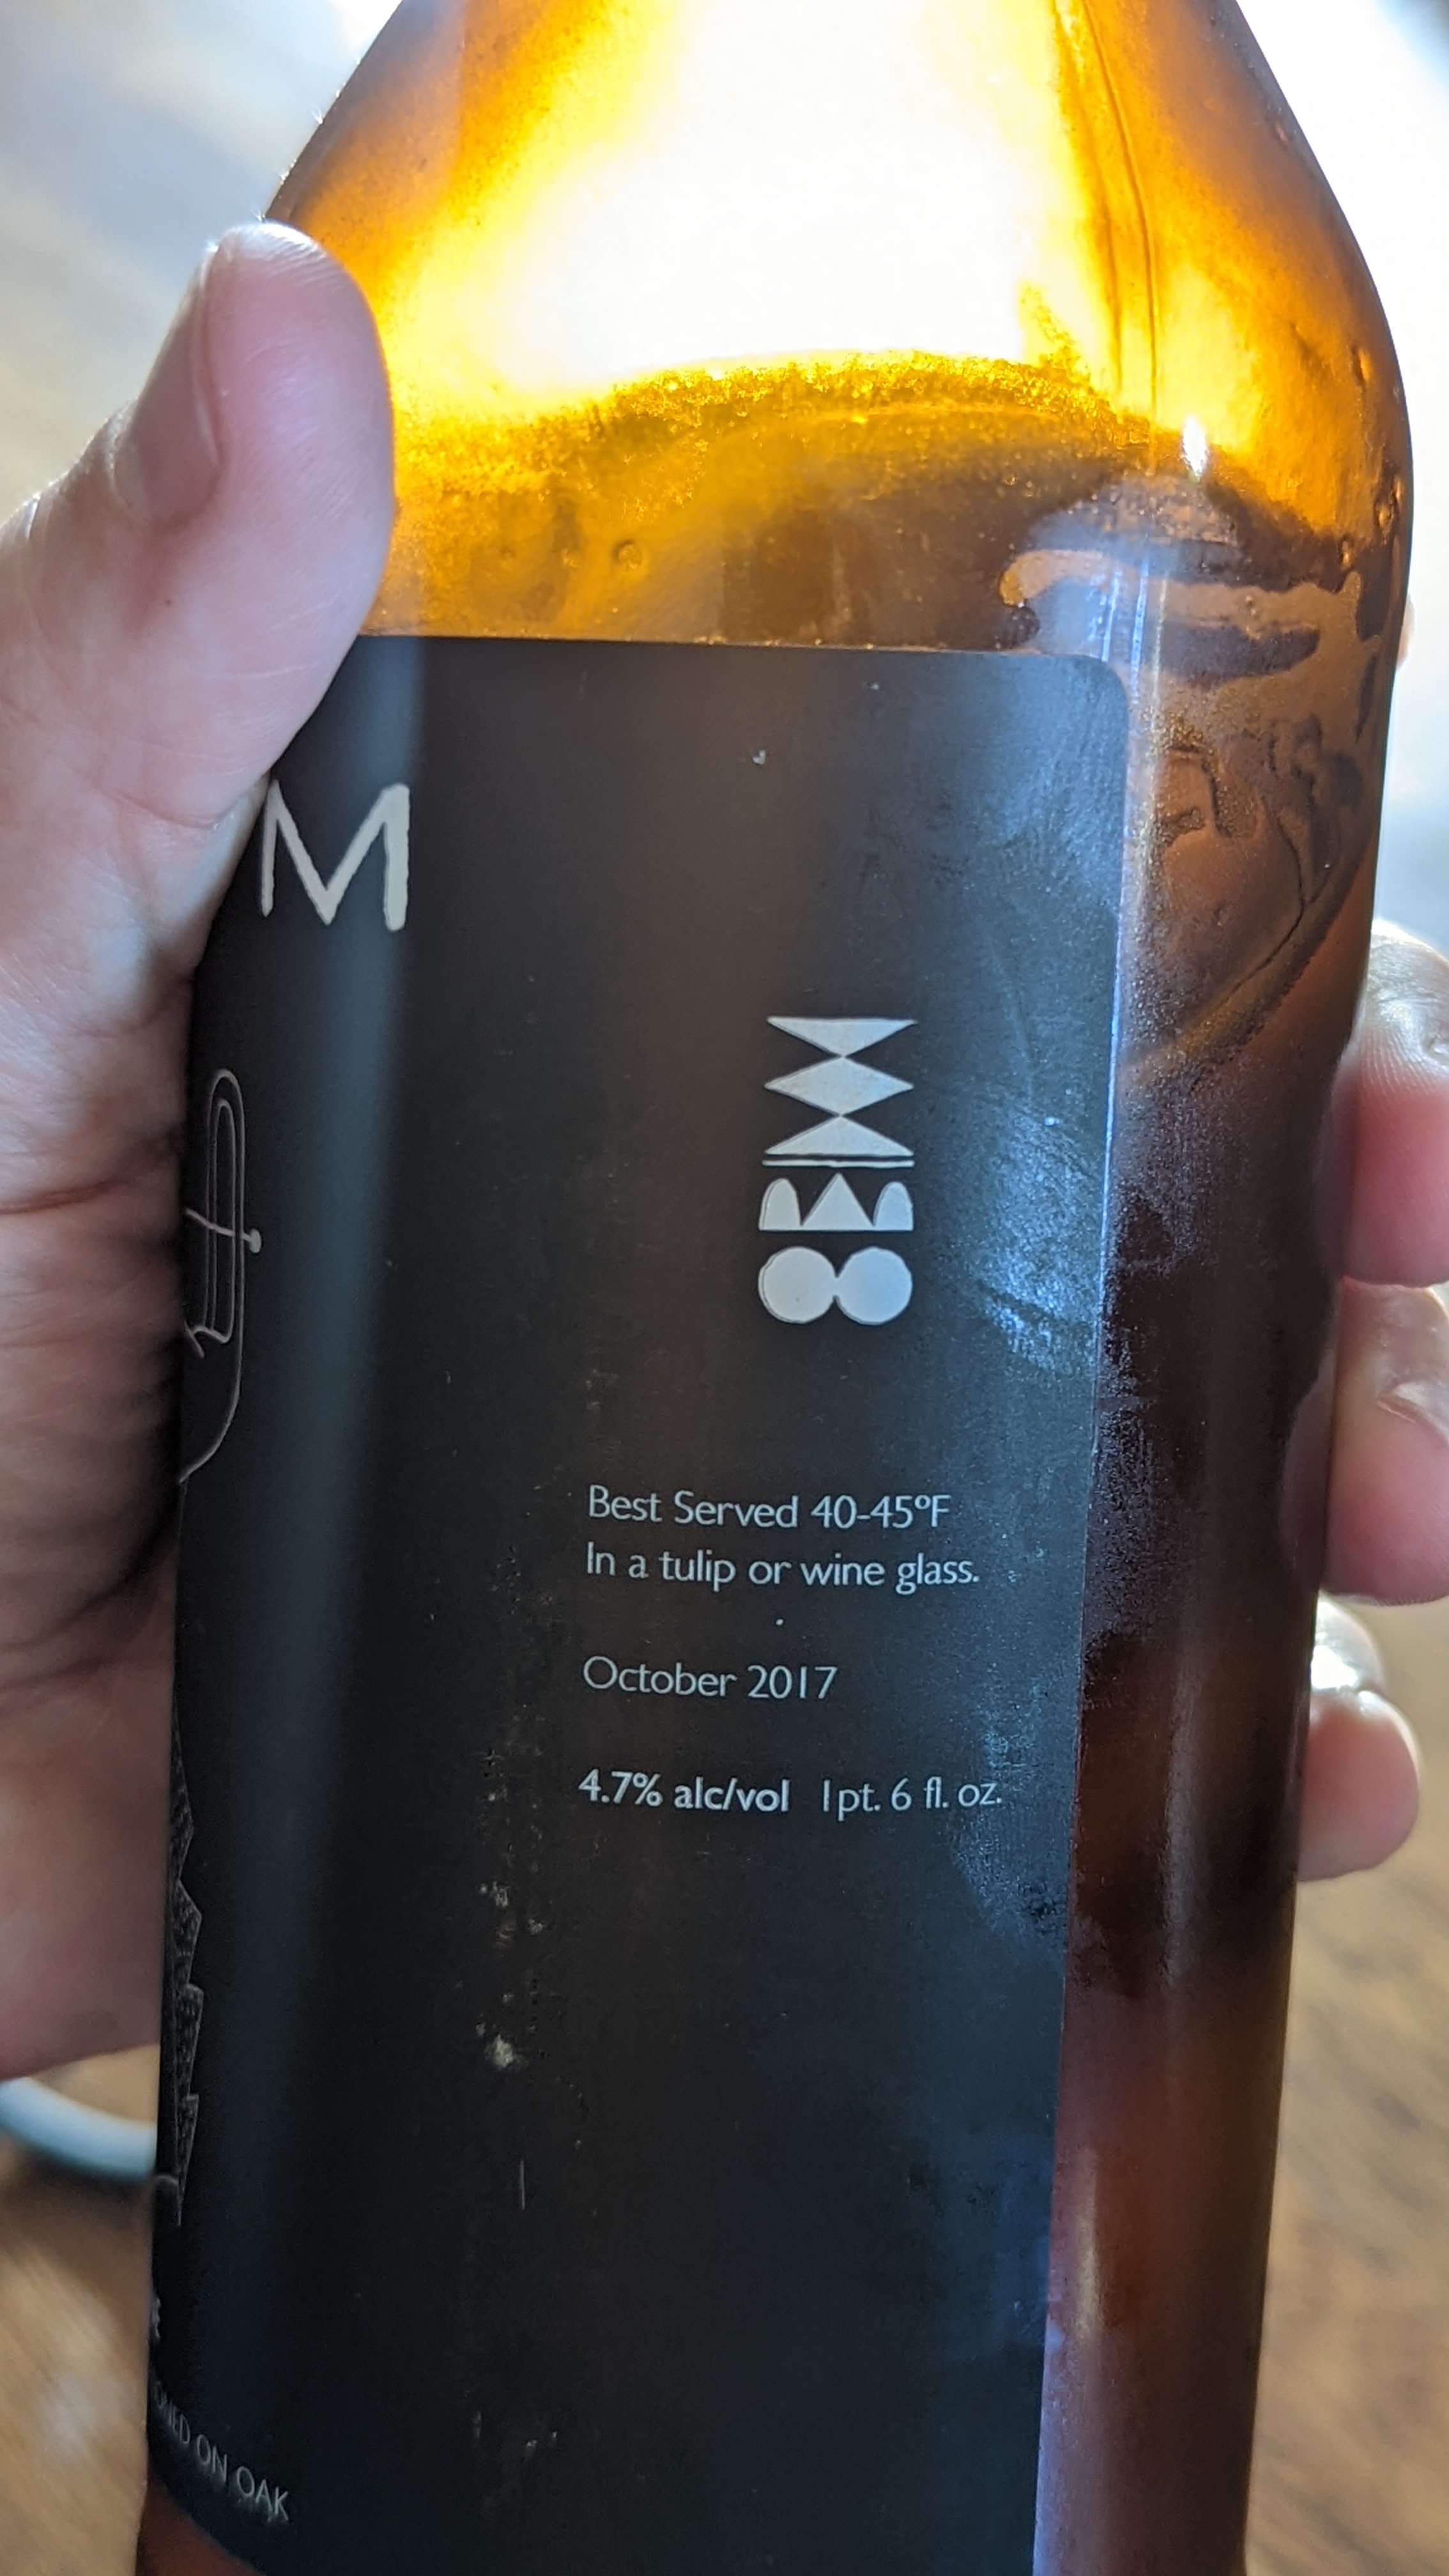 M
Best Served 40-45ºF
In a tulip or wine glass.
October 2017
4.7% alc/vol 1pt. 6 fl. oz.
ON OAK